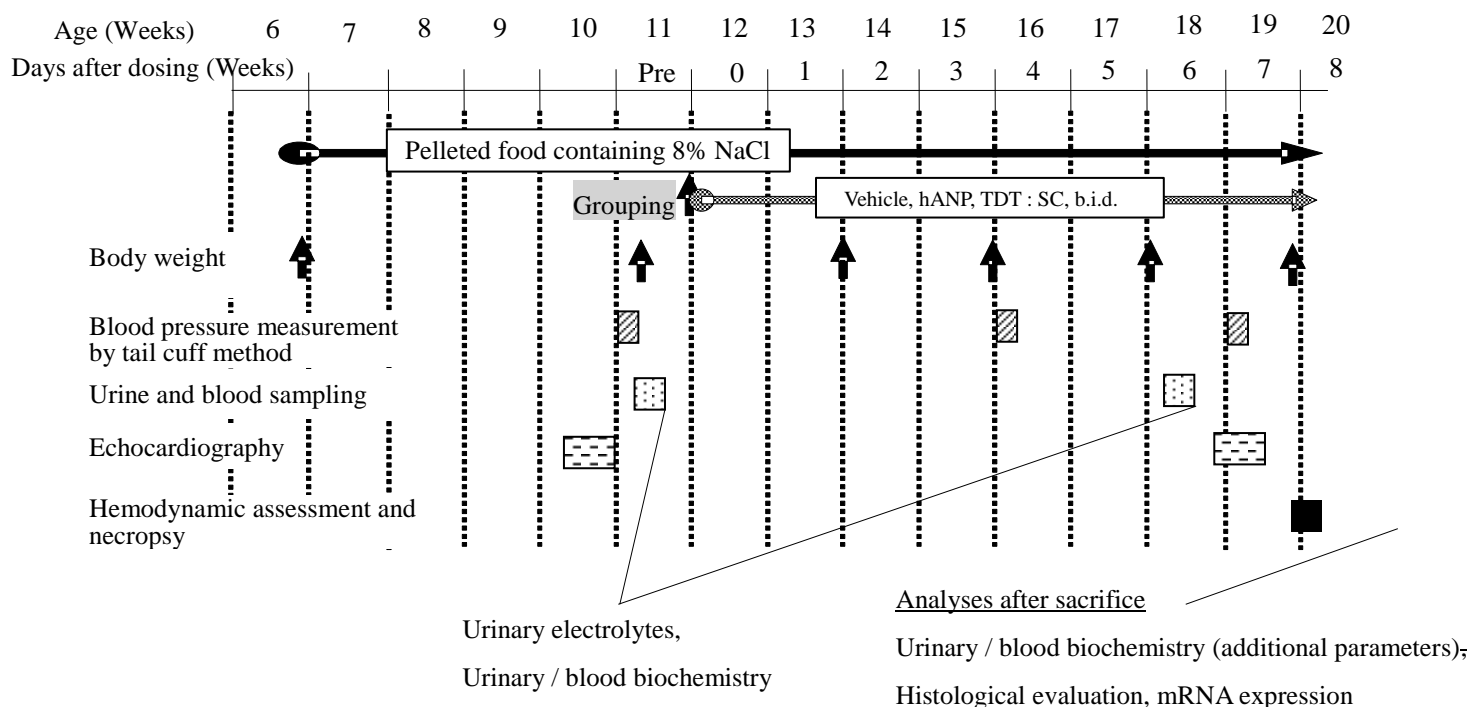 Age (Weeks) 6 7 8 9 10 11 12 13 14 15 16 17 18 19 20
Days after dosing (Weeks) Pre 0 1 2 3 4 5 6 7 8
Pelleted food containing 8% NaCl
Grouping
Vehicle, hANP, TDT : SC, b.i.d.
Body weight
Blood pressure measurement
by tail cuff method
Urine and blood sampling
Echocardiography
Hemodynamic assessment and
necropsy
Urinary electrolytes,
Urinary / blood biochemistry
Analyses after sacrifice
Urinary / blood biochemistry (additional parameters),
Histological evaluation, mRNA expression